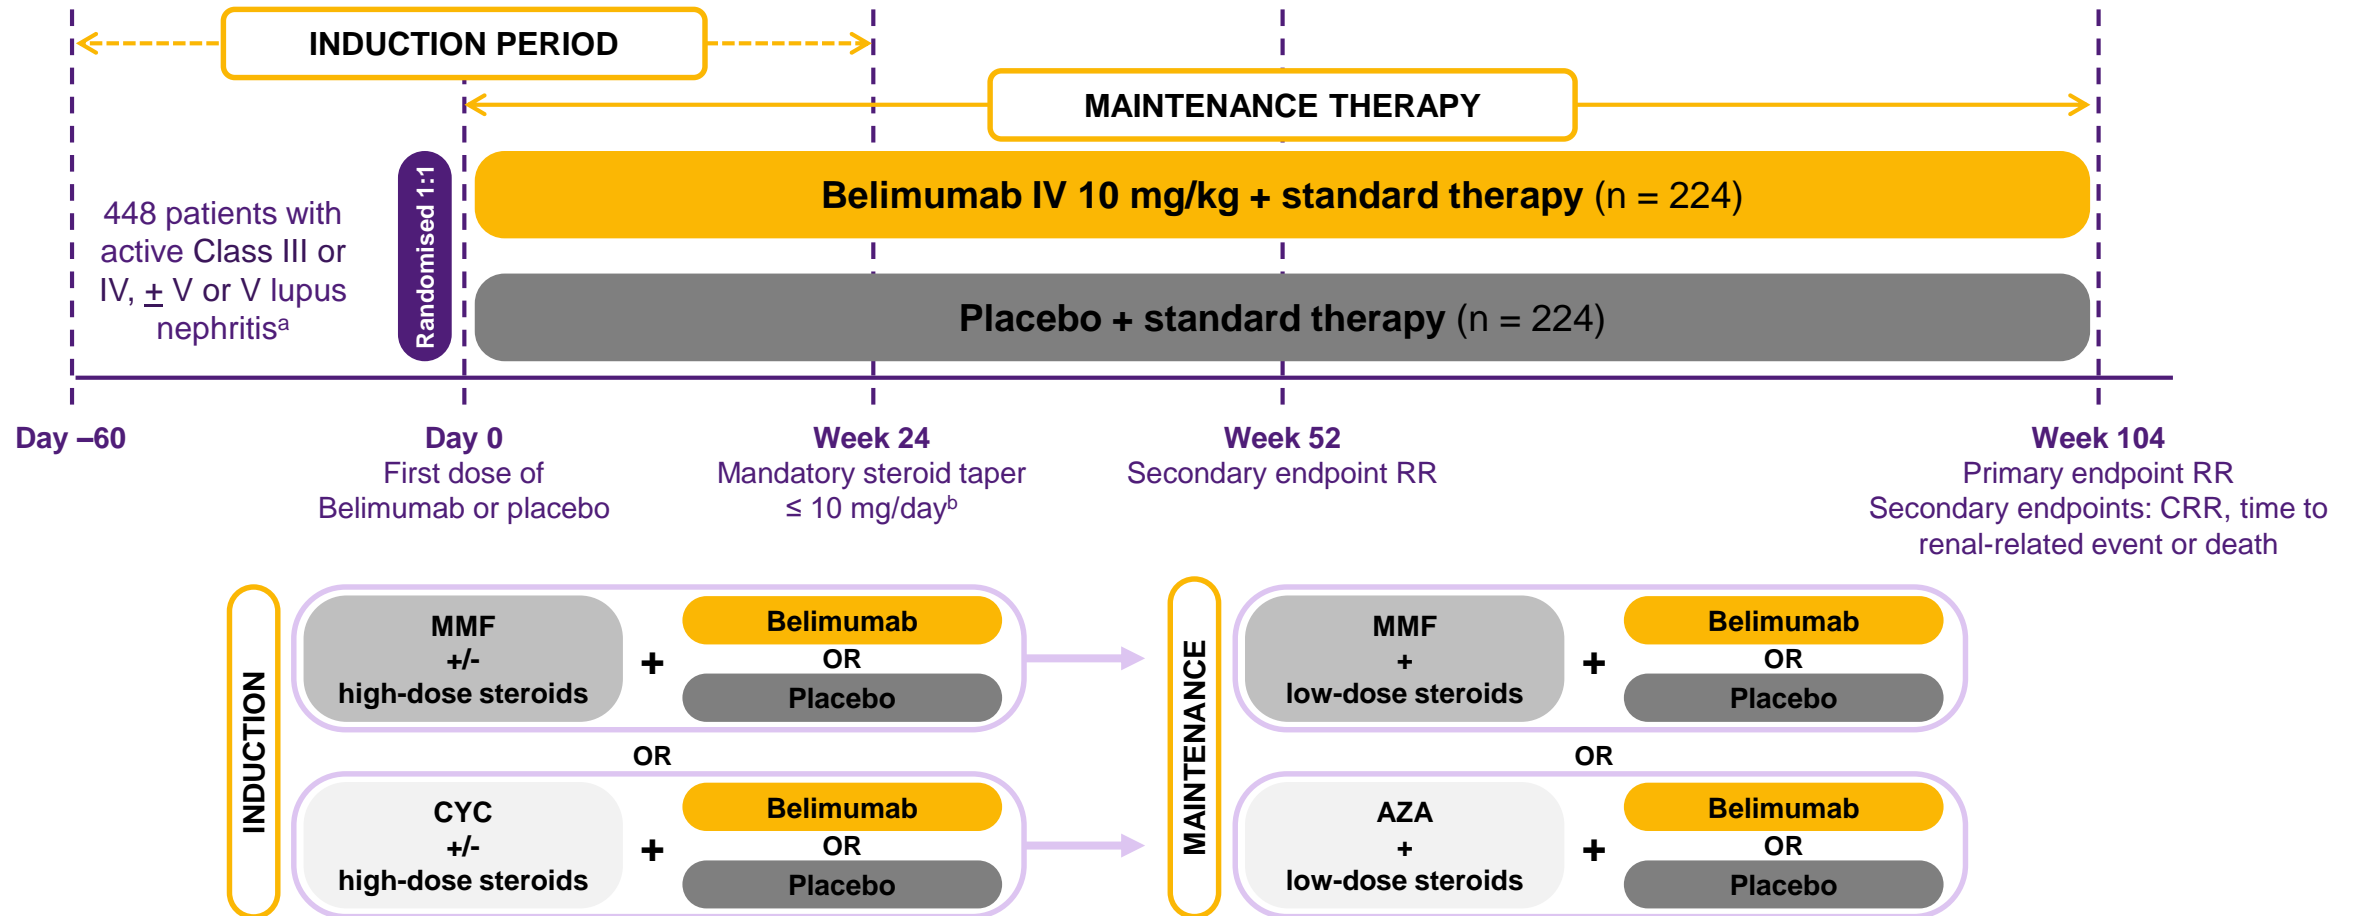 INDUCTION PERIOD
MAINTENANCE THERAPY
448 patients with
active Class III or
IV, ± V or V lupus
nephritisᵃ
Randomised 1:1
Belimumab IV 10 mg/kg + standard therapy (n = 224)
Placebo + standard therapy (n = 224)
Day –60
Day 0
First dose of
Belimumab or placebo
Week 24
Mandatory steroid taper
≤ 10 mg/dayᵇ
Week 52
Secondary endpoint RR
Week 104
Primary endpoint RR
Secondary endpoints: CRR, time to
renal-related event or death
INDUCTION
MMF
+/-
high-dose steroids
+
Belimumab
OR
Placebo
OR
CYC
+/-
high-dose steroids
+
Belimumab
OR
Placebo
MAINTENANCE
MMF
+
low-dose steroids
+
Belimumab
OR
Placebo
OR
AZA
+
low-dose steroids
+
Belimumab
OR
Placebo